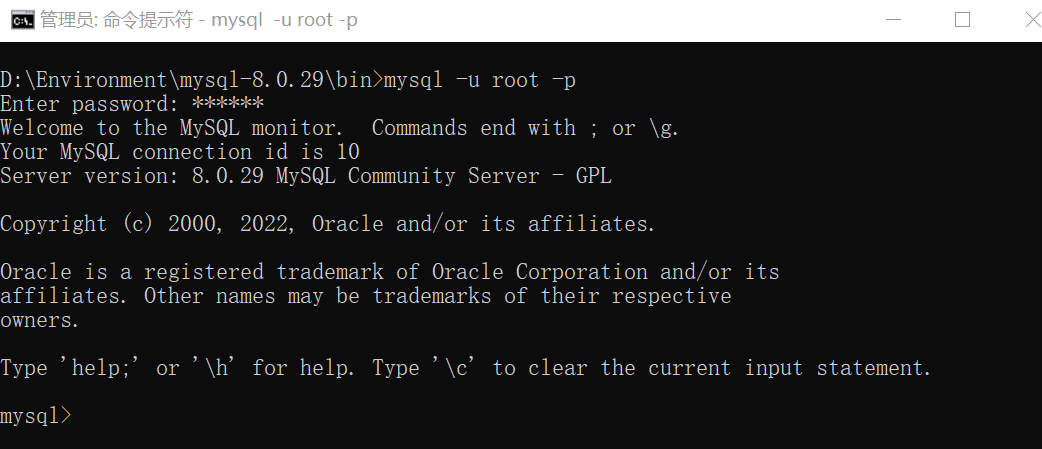 管理员: 命令提示符 - mysql  -u root -p
D:\Environment\mysql-8.0.29\bin>mysql -u root -p
Enter password: ******
Welcome to the MySQL monitor.  Commands end with ; or \g.
Your MySQL connection id is 10
Server version: 8.0.29 MySQL Community Server - GPL
Copyright (c) 2000, 2022, Oracle and/or its affiliates.
Oracle is a registered trademark of Oracle Corporation and/or its
affiliates. Other names may be trademarks of their respective
owners.
Type 'help;' or '\h' for help. Type '\c' to clear the current input statement.
mysql>